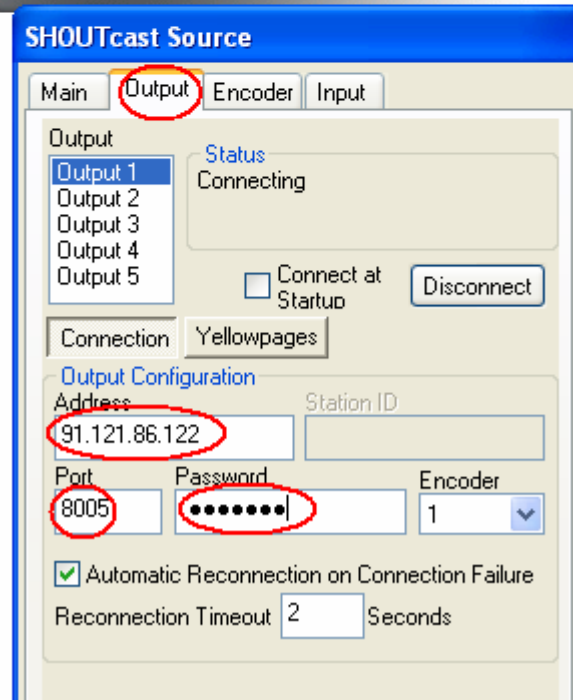 SHOUTcast Source
Main Output Encoder Input
Output
Output 1
Output 2
Output 3
Output 4
Output 5
Status
Connecting
Connect at
Startup
Disconnect
Connection Yellowpages
Output Configuration
Address Station ID
91.121.86.122
Port Password Encoder
8005 ●●●●●●● 1
Automatic Reconnection on Connection Failure
Reconnection Timeout 2 Seconds